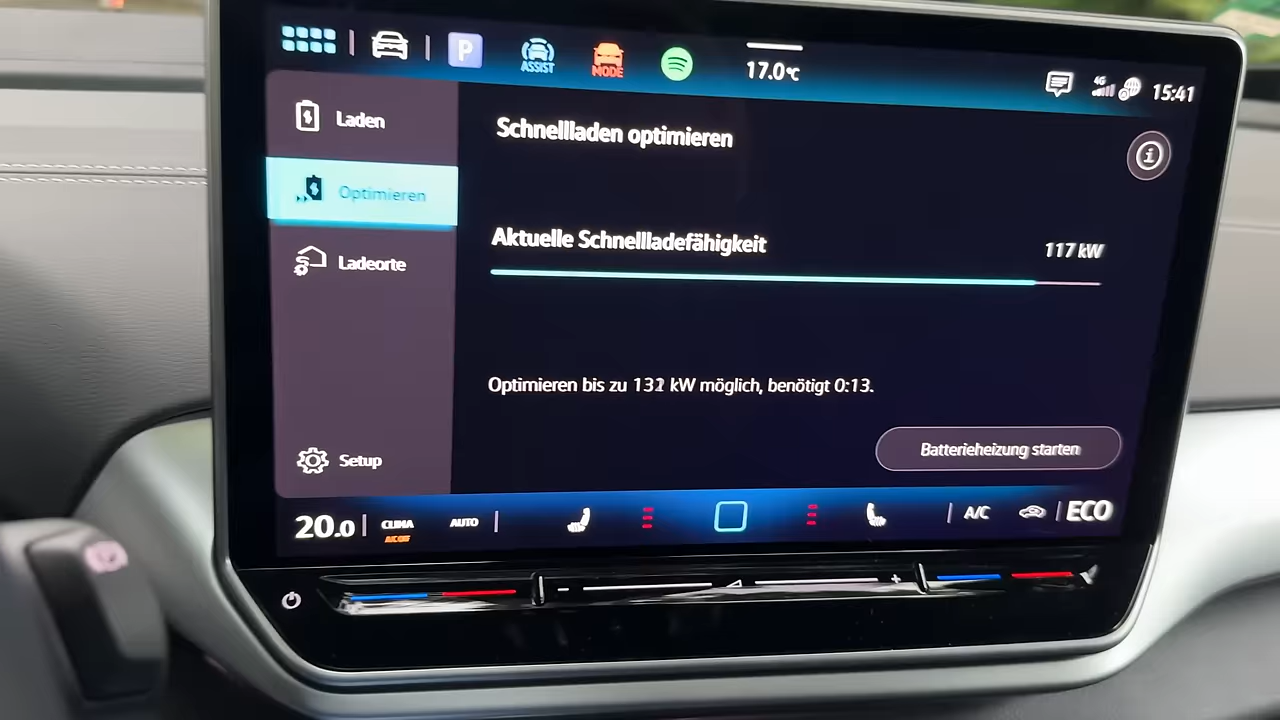 P
ASSIST
MODE
17.0°C
4G
15:41
Laden
Optimieren
Ladeorte
Setup
Schnellladen optimieren
i
Aktuelle Schnellladefähigkeit
117 kW
Optimieren bis zu 132 kW möglich, benötigt 0:13.
Batterieheizung starten
20.0
CLIMA
AUTO
A/C
ECO
- +